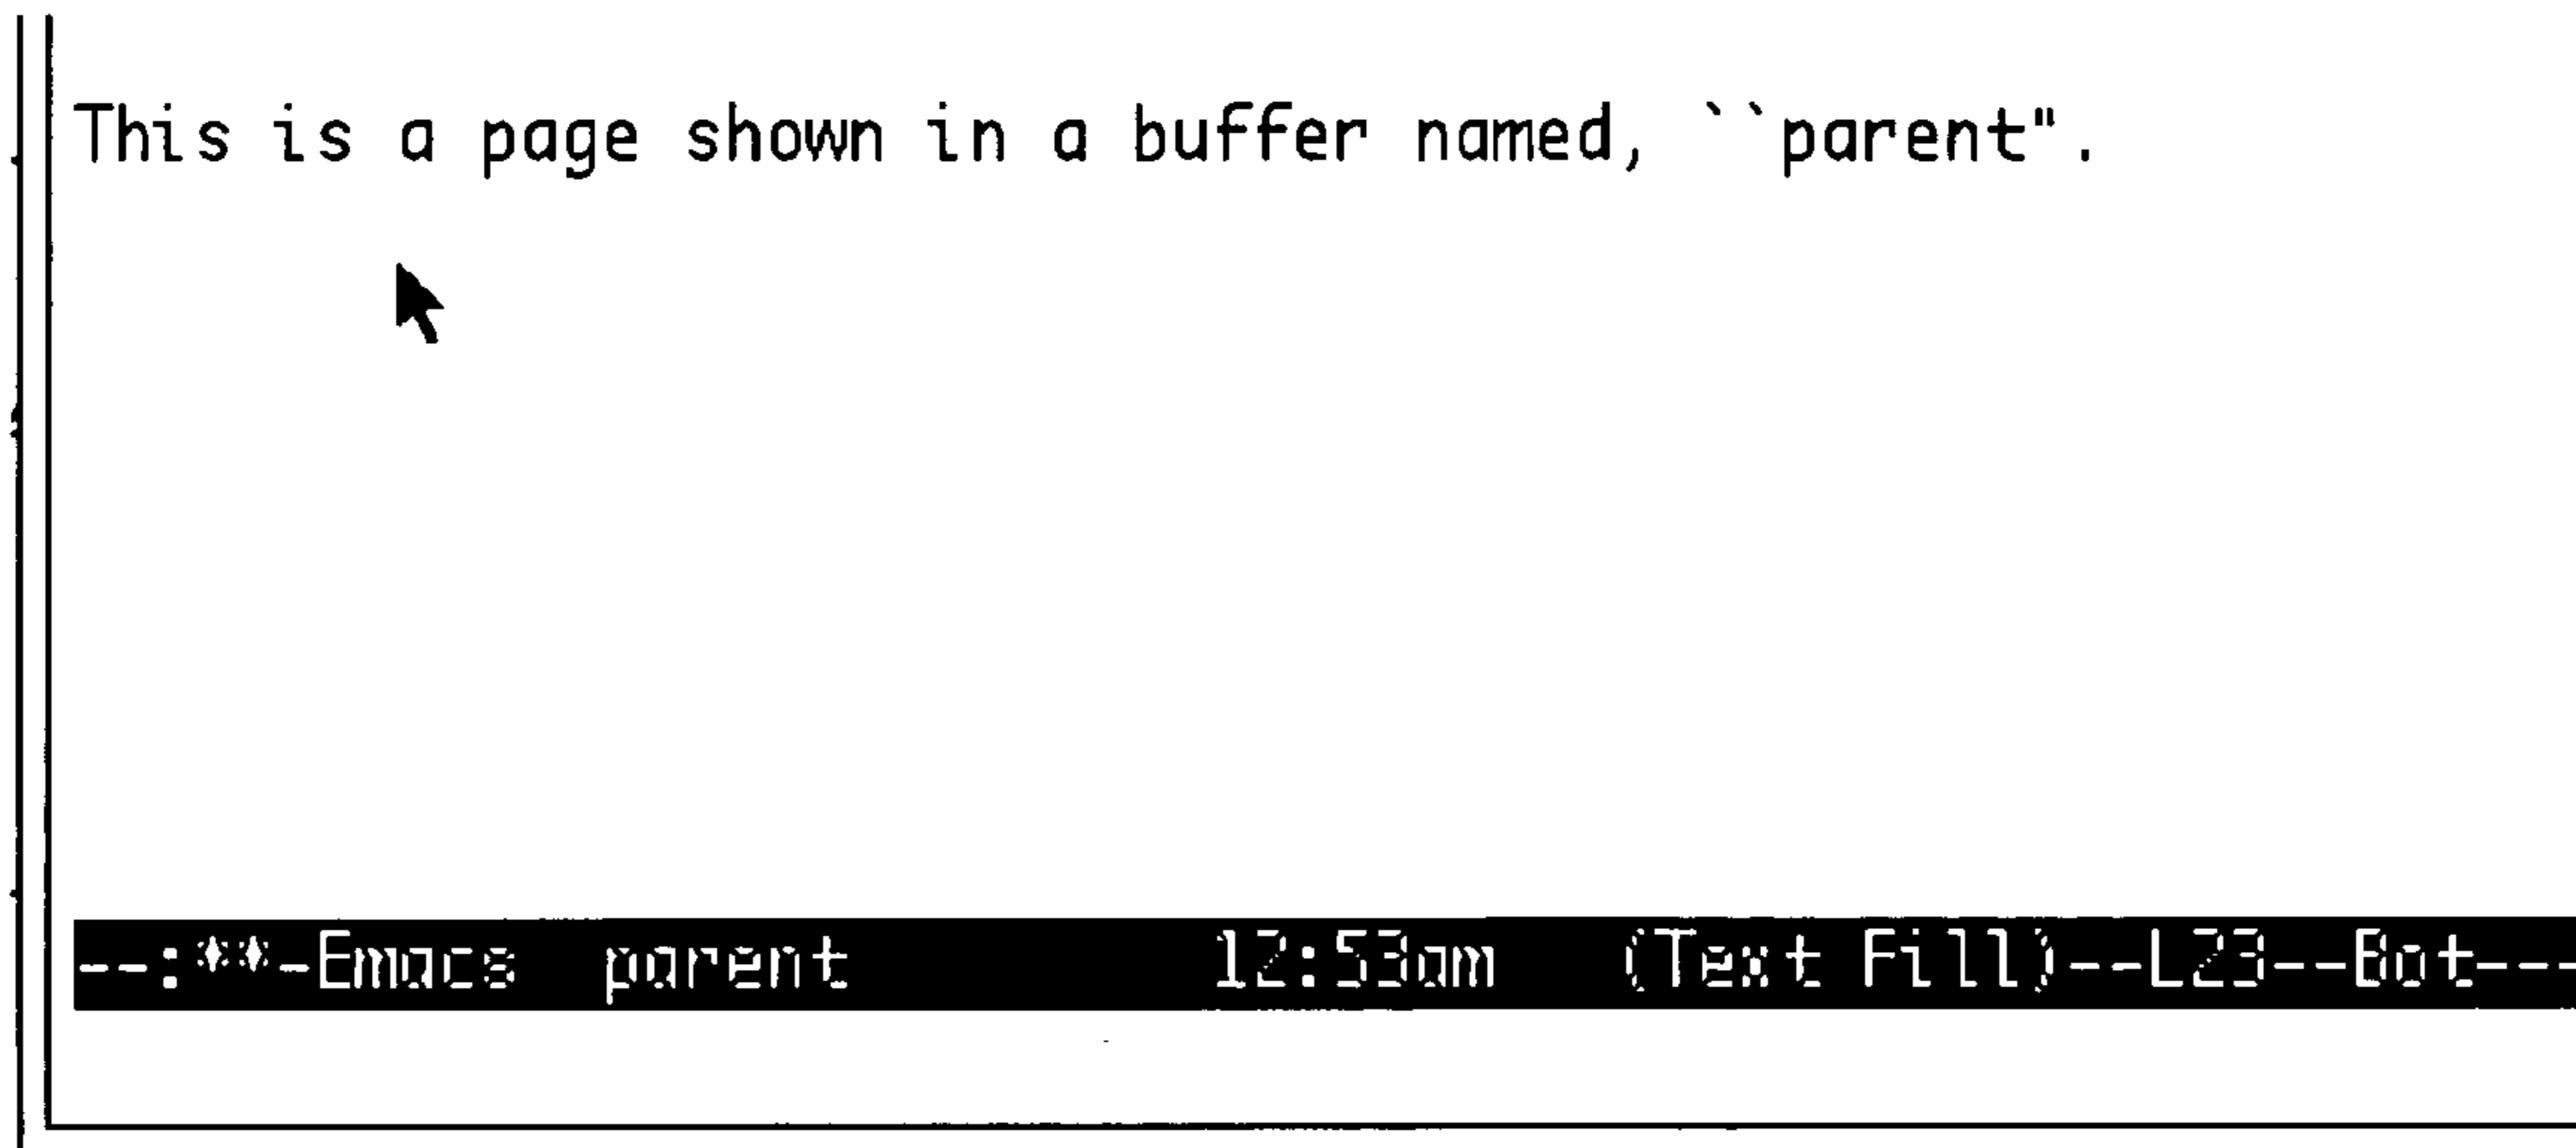 This is a page shown in a buffer named, ``parent".
--:**-Emacs  parent                 12:53am   (Text Fill)--L23--Bot---